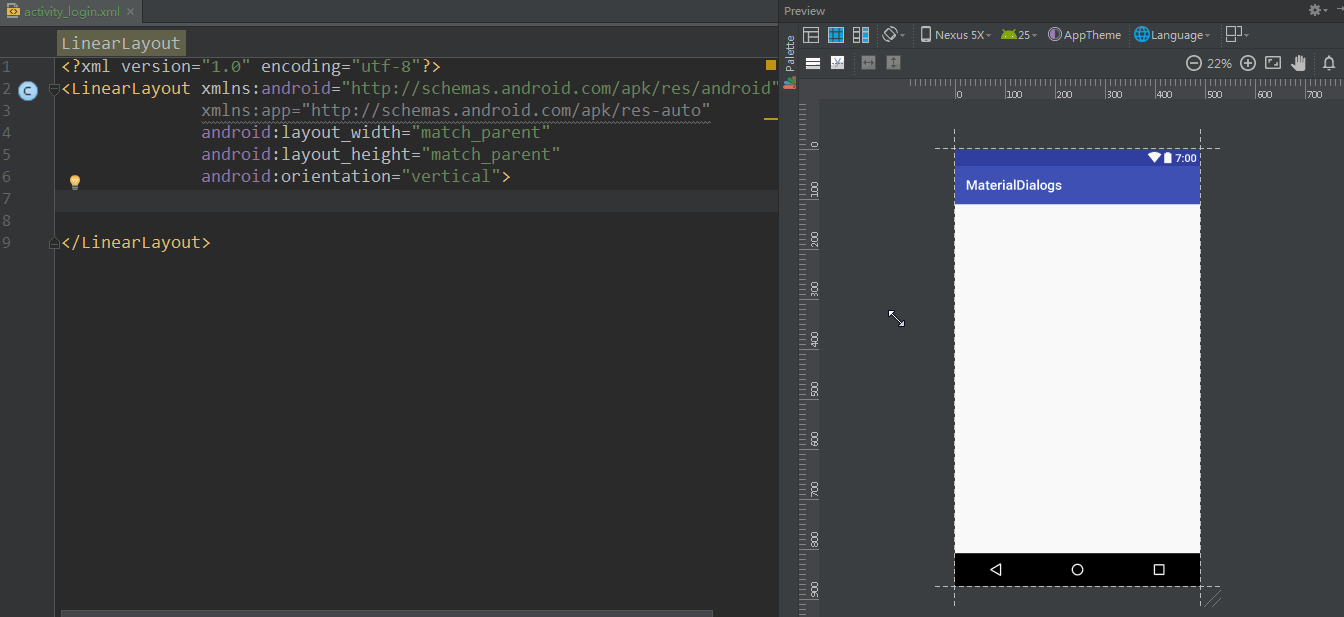 activity_login.xml
Preview
LinearLayout
Palette
Nexus 5X
25
AppTheme
Language
22%
1 <?xml version="1.0" encoding="utf-8"?>
2 <LinearLayout xmlns:android="http://schemas.android.com/apk/res/android"
3 xmlns:app="http://schemas.android.com/apk/res-auto"
4 android:layout_width="match_parent"
5 android:layout_height="match_parent"
6 android:orientation="vertical">
7
8
9 </LinearLayout>
C
0 100 200 300 400 500 600 700
0
100
200
300
400
500
600
700
800
900
7:00
MaterialDialogs